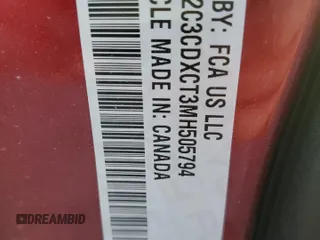 BY: FCA US LLC
2C3CDXCT3MH505794
CLE MADE IN: CANADA
DREAMBID